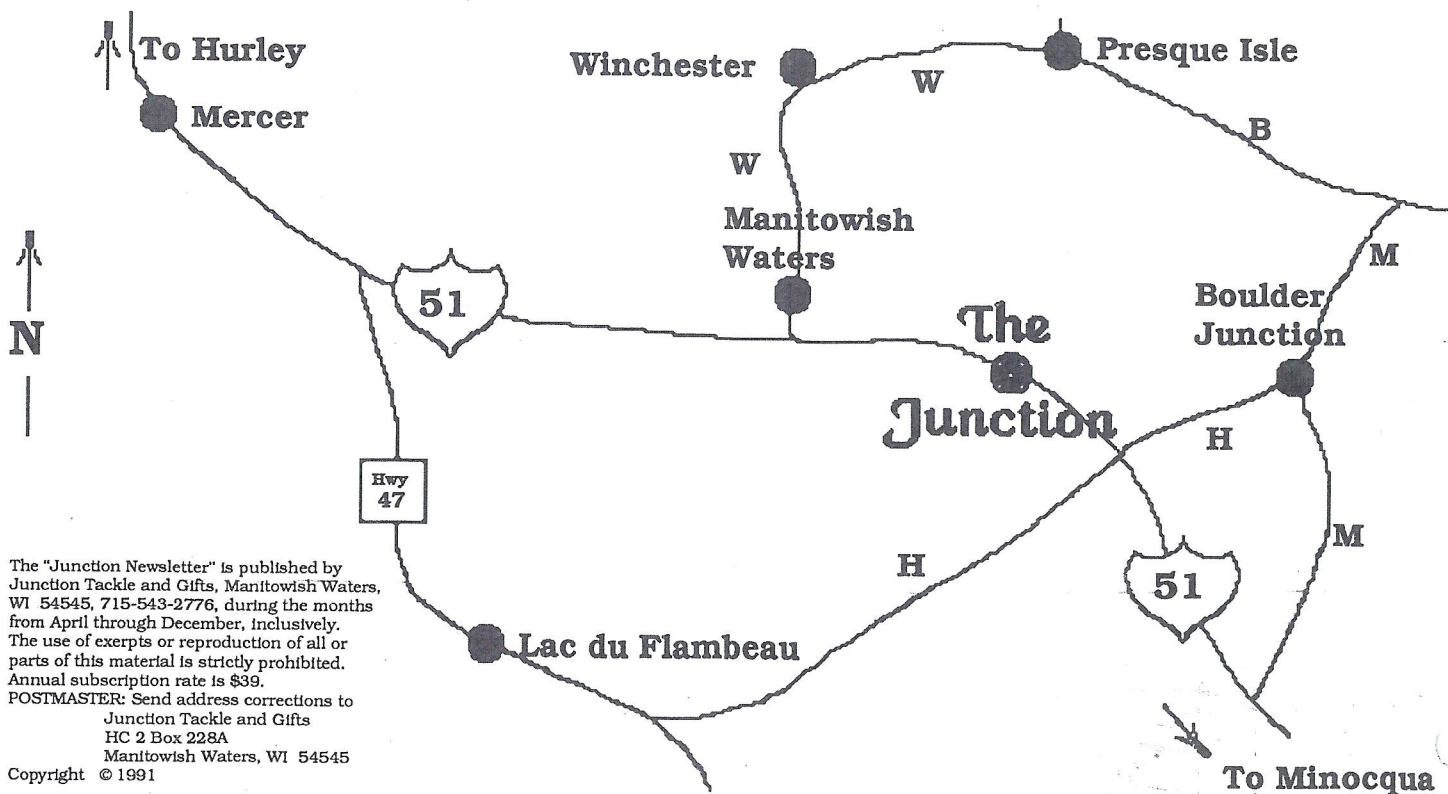 To Hurley
Mercer
Winchester
W
Presque Isle
B
W
Manitowish
Waters
M
N
51
The
Junction
Boulder
Junction
H
Hwy
47
M
H
51
Lac du Flambeau
To Minocqua
The "Junction Newsletter" is published by
Junction Tackle and Gifts, Manitowish Waters,
WI 54545, 715-543-2776, during the months
from April through December, inclusively.
The use of exerpts or reproduction of all or
parts of this material is strictly prohibited.
Annual subscription rate is $39.
POSTMASTER: Send address corrections to
Junction Tackle and Gifts
HC 2 Box 228A
Manitowish Waters, WI 54545
Copyright © 1991